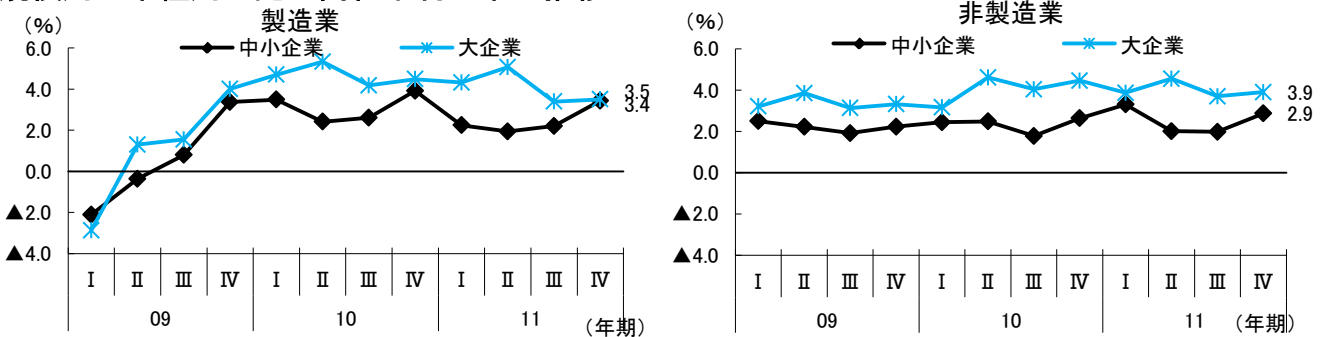 製造業
(%)
中小企業
大企業
6.0
4.0
2.0
0.0
▲2.0
▲4.0
3.5
3.4
Ⅰ Ⅱ Ⅲ Ⅳ Ⅰ Ⅱ Ⅲ Ⅳ Ⅰ Ⅱ Ⅲ Ⅳ
09 10 11 (年期)
非製造業
(%)
中小企業
大企業
6.0
4.0
2.0
0.0
▲2.0
▲4.0
3.9
2.9
Ⅰ Ⅱ Ⅲ Ⅳ Ⅰ Ⅱ Ⅲ Ⅳ Ⅰ Ⅱ Ⅲ Ⅳ
09 10 11 (年期)